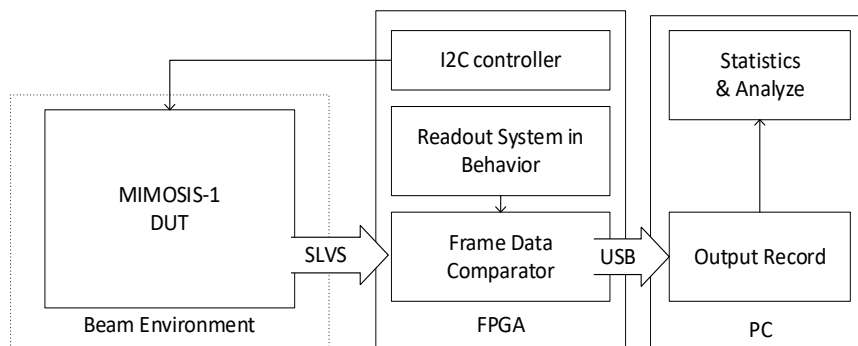 I2C controller
Statistics
& Analyze
Readout System in
Behavior
MIMOSIS-1
DUT
SLVS
Frame Data
Comparator
USB
Output Record
Beam Environment
FPGA
PC